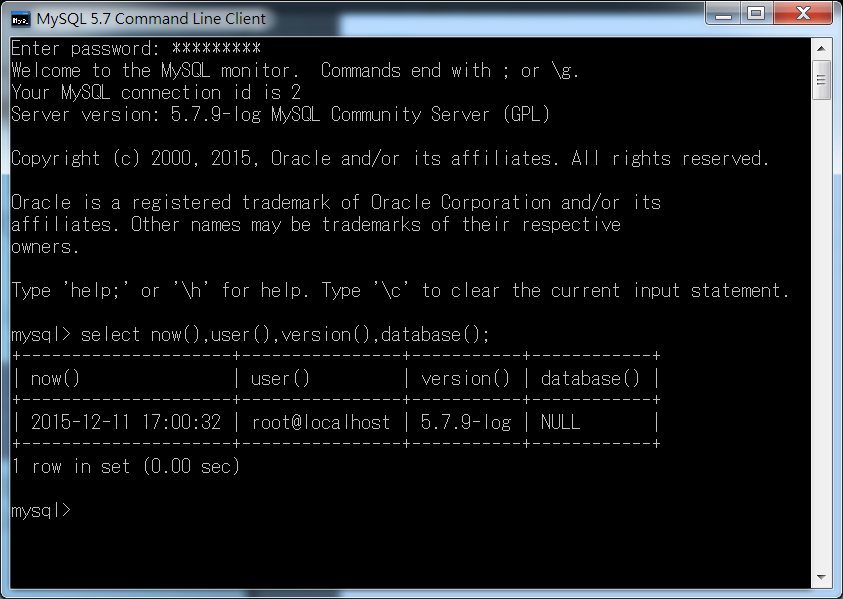 MySQL 5.7 Command Line Client
Enter password: *********
Welcome to the MySQL monitor.  Commands end with ; or \g.
Your MySQL connection id is 2
Server version: 5.7.9-log MySQL Community Server (GPL)
Copyright (c) 2000, 2015, Oracle and/or its affiliates. All rights reserved.
Oracle is a registered trademark of Oracle Corporation and/or its
affiliates. Other names may be trademarks of their respective
owners.
Type 'help;' or '\h' for help. Type '\c' to clear the current input statement.
mysql> select now(),user(),version(),database();
+---------------------+----------------+-----------+------------+
| now()               | user()         | version() | database() |
+---------------------+----------------+-----------+------------+
| 2015-12-11 17:00:32 | root@localhost | 5.7.9-log | NULL       |
+---------------------+----------------+-----------+------------+
1 row in set (0.00 sec)
mysql>